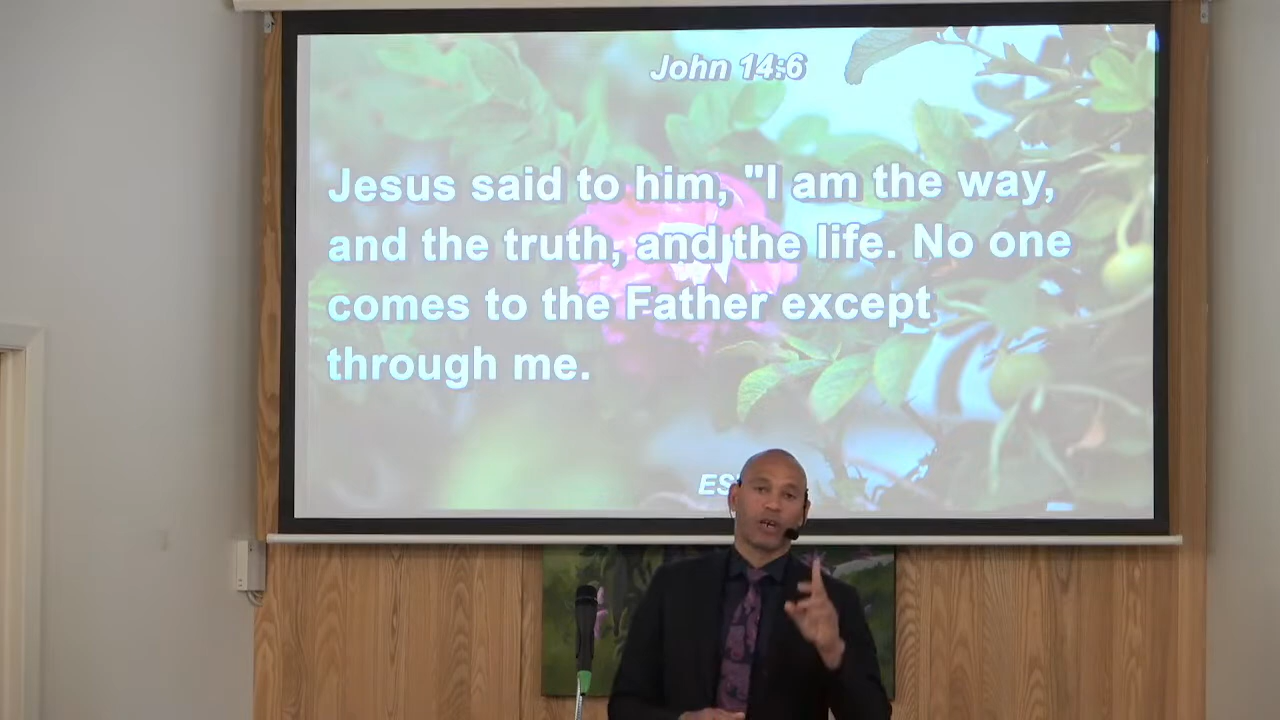 John 14:6
Jesus said to him, "I am the way,
and the truth, and the life. No one
comes to the Father except
through me.